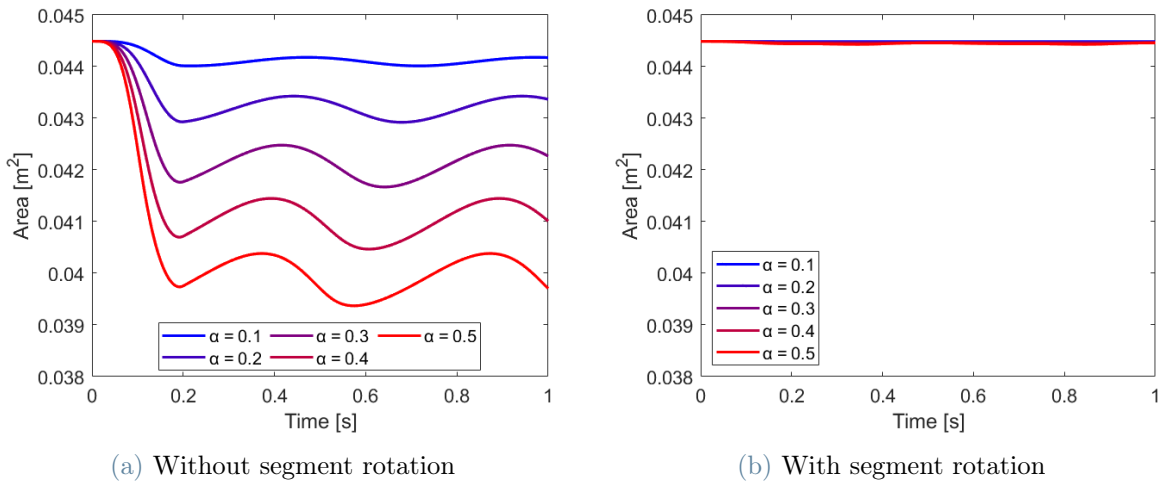 0.045
0.044
0.043
0.042
0.041
0.04
0.039
0.038
Area [m²]
α = 0.1 α = 0.3 α = 0.5
α = 0.2 α = 0.4
0 0.2 0.4 0.6 0.8 1
Time [s]
(a) Without segment rotation
0.045
0.044
0.043
0.042
0.041
0.04
0.039
0.038
Area [m²]
α = 0.1
α = 0.2
α = 0.3
α = 0.4
α = 0.5
0 0.2 0.4 0.6 0.8 1
Time [s]
(b) With segment rotation